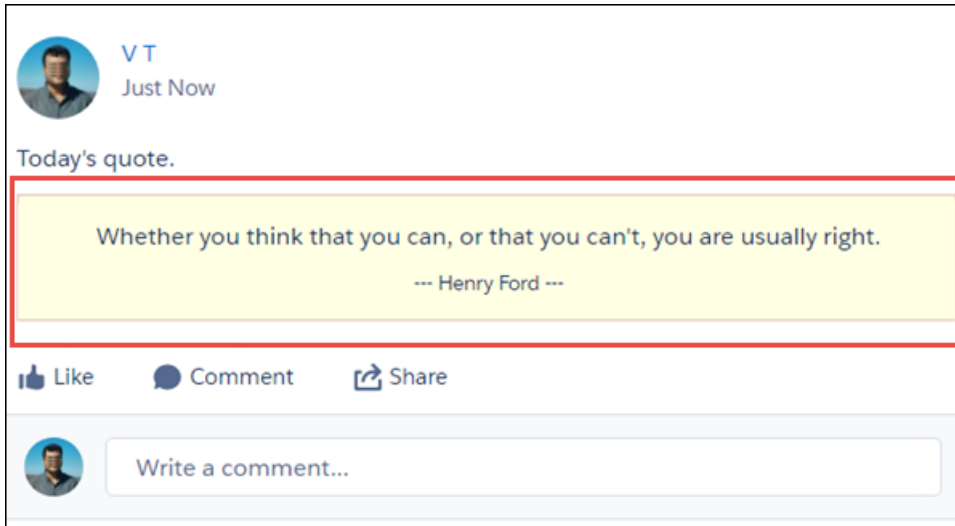 V T
Just Now
Today's quote.
Whether you think that you can, or that you can't, you are usually right.
--- Henry Ford ---
Like Comment Share
Write a comment...